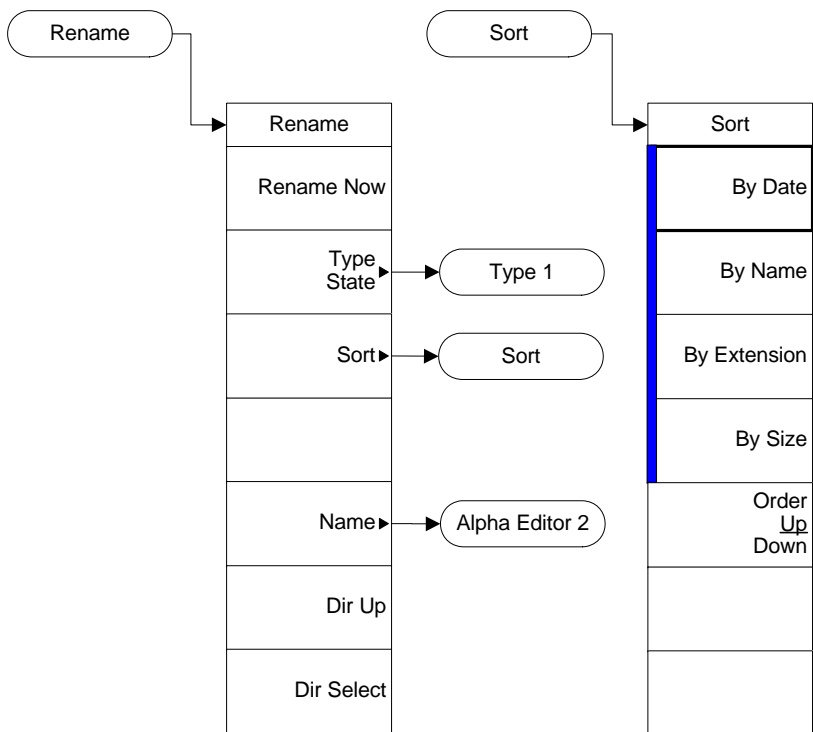 Rename
Sort
Rename
Rename Now
Type
State
Type 1
Sort
Sort
Name
Alpha Editor 2
Dir Up
Dir Select
Sort
By Date
By Name
By Extension
By Size
Order
Up
Down